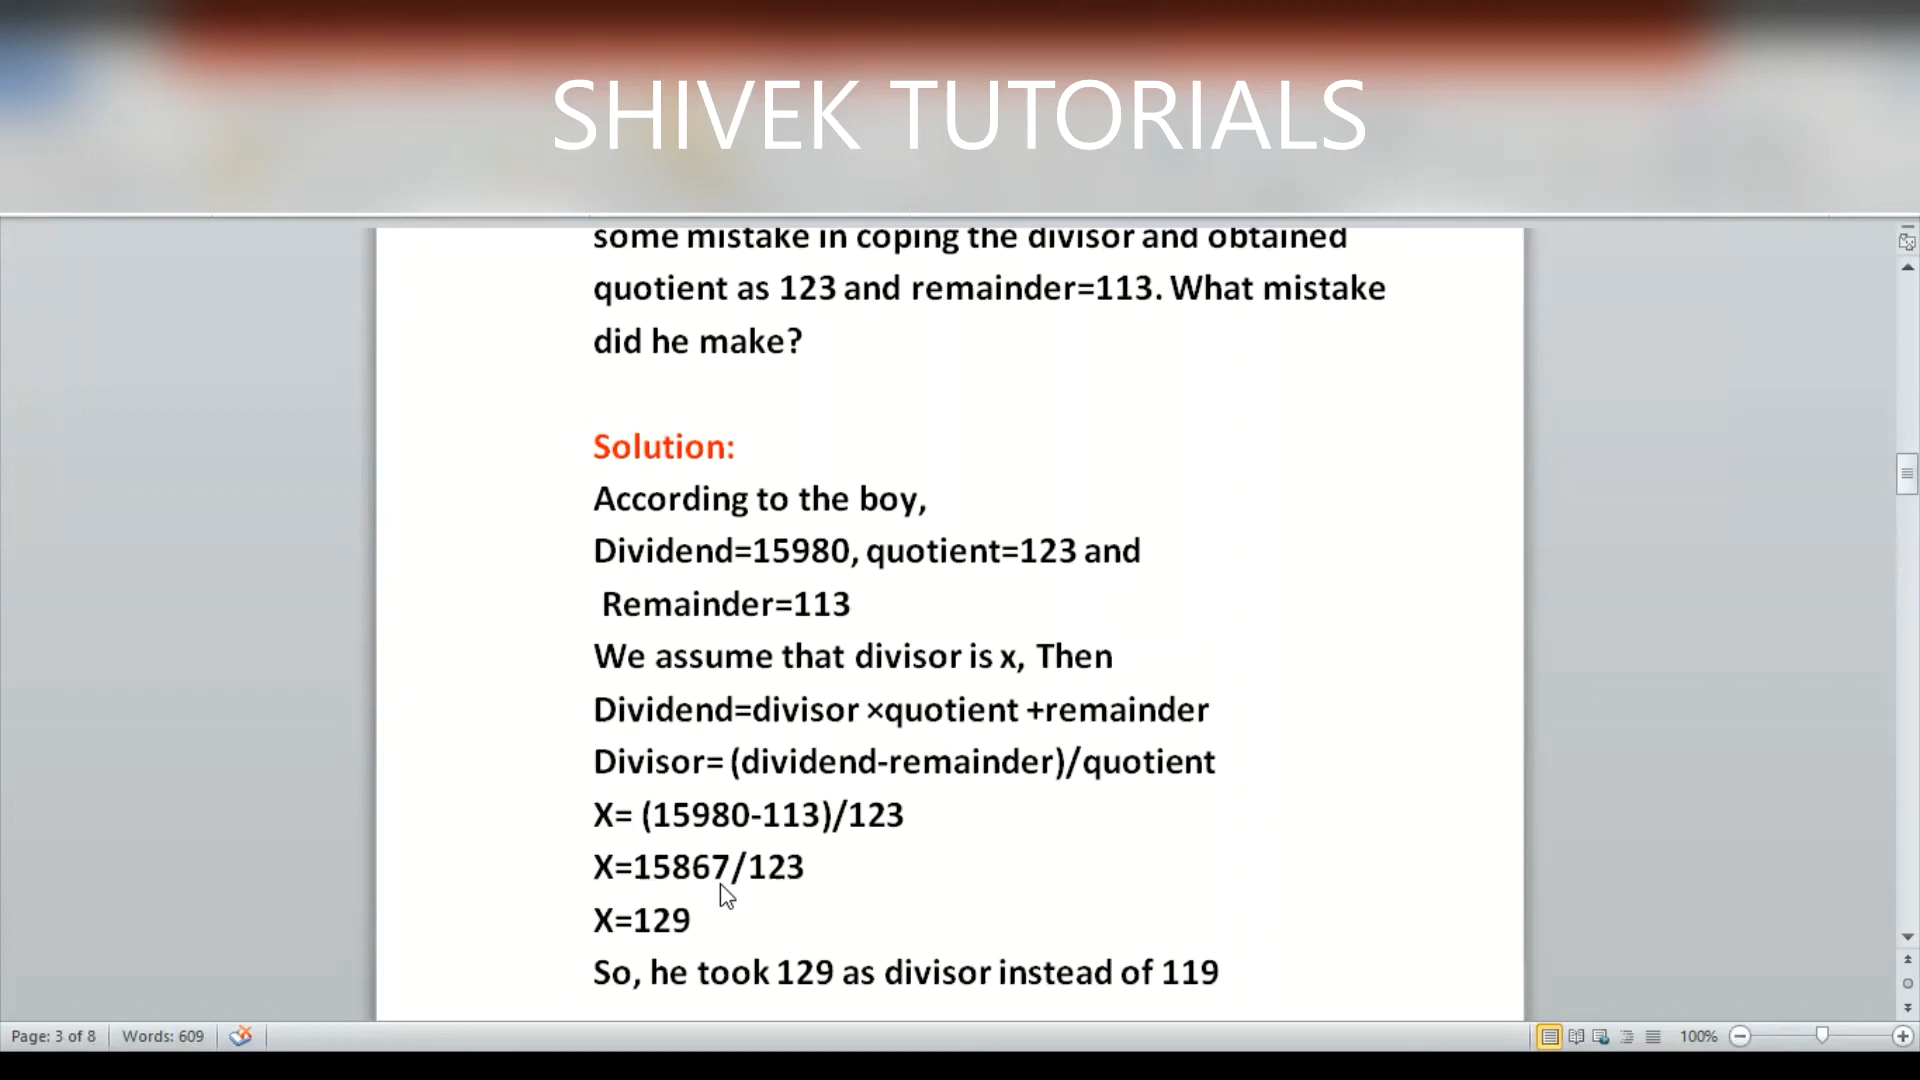 SHIVEK TUTORIALS
some mistake in coping the divisor and obtained
quotient as 123 and remainder=113. What mistake
did he make?
Solution:
According to the boy,
Dividend=15980, quotient=123 and
Remainder=113
We assume that divisor is x, Then
Dividend=divisor ×quotient +remainder
Divisor= (dividend-remainder)/quotient
X= (15980-113)/123
X=15867/123
X=129
So, he took 129 as divisor instead of 119
Page: 3 of 8 Words: 609 100%